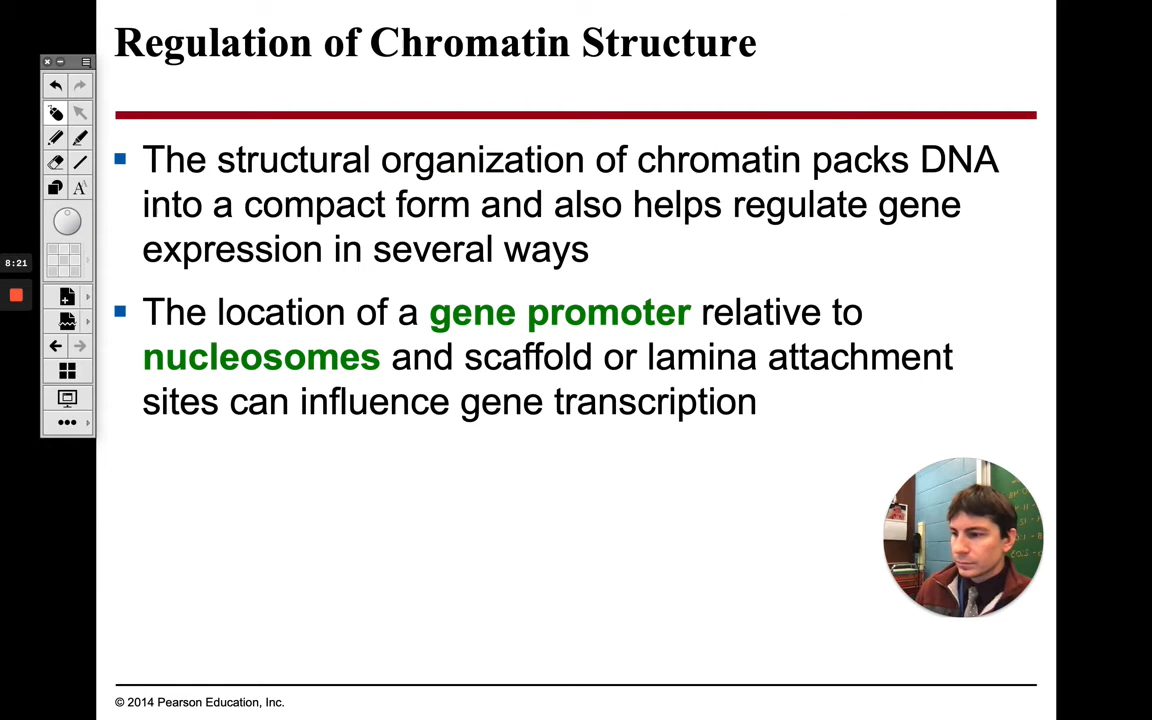 Regulation of Chromatin Structure
The structural organization of chromatin packs DNA
into a compact form and also helps regulate gene
expression in several ways
The location of a gene promoter relative to
nucleosomes and scaffold or lamina attachment
sites can influence gene transcription
8:21
A
© 2014 Pearson Education, Inc.